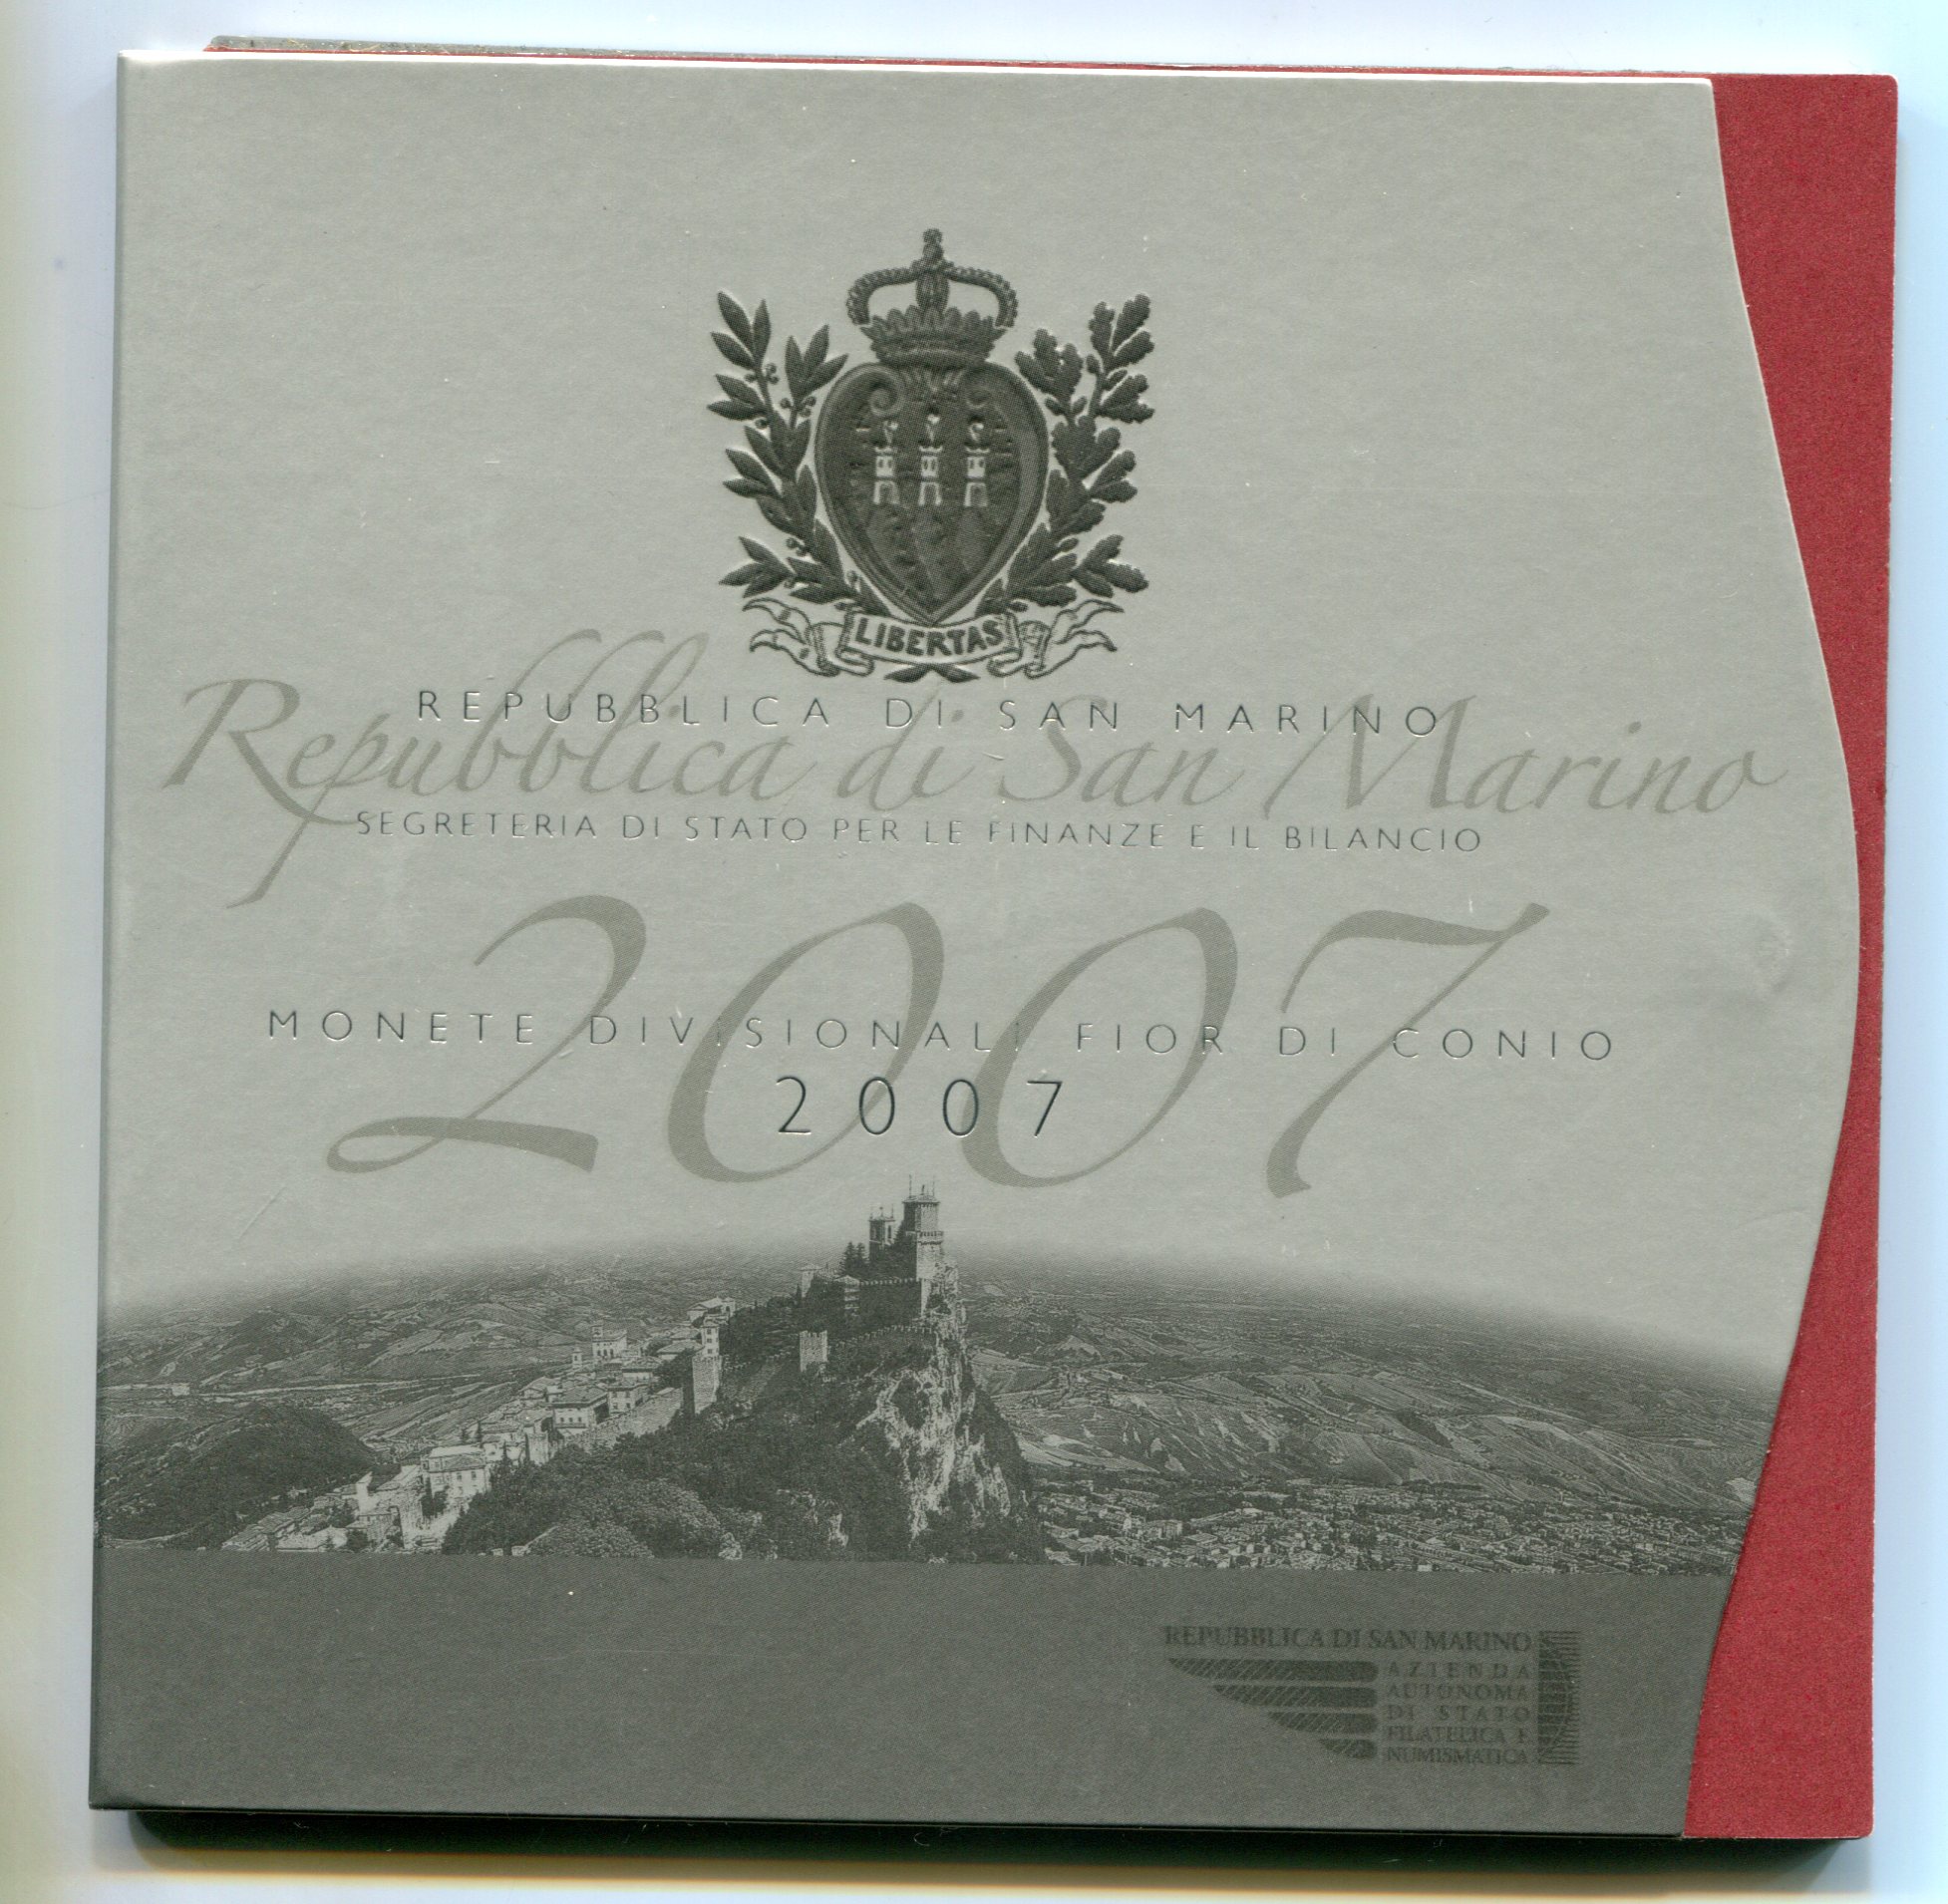 LIBERTAS
REPUBBLICA DI SAN MARINO
Repubblica di San Marino
SEGRETERIA DI STATO PER LE FINANZE E IL BILANCIO
2007
MONETE DIVISIONALI FIOR DI CONIO
2007
REPUBBLICA DI SAN MARINO
AZIENDA
AUTONOMA
DI STATO
FILATELICA E
NUMISMATICA